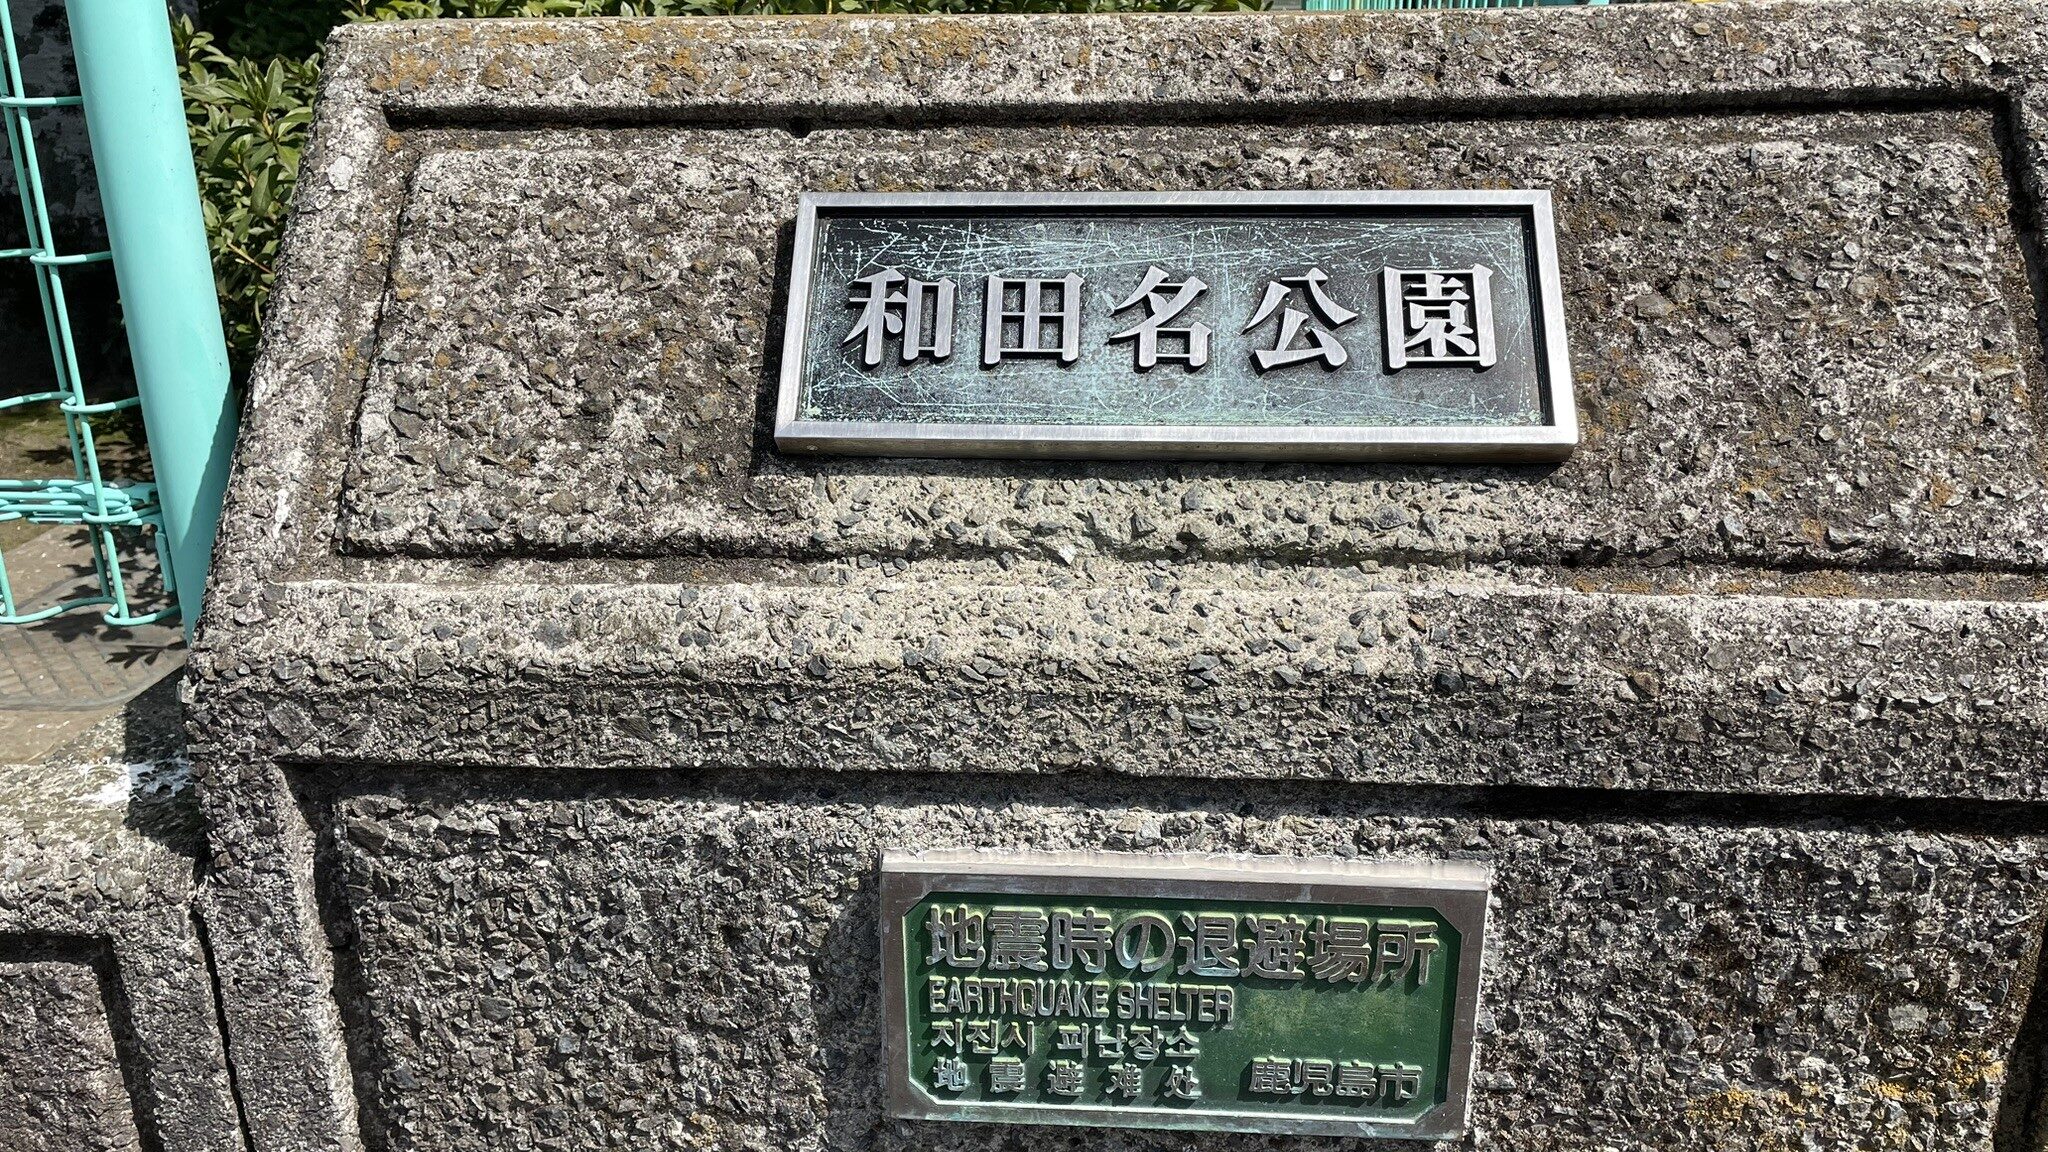 和田名公園
地震時の退避場所
EARTHQUAKE SHELTER
지진시 피난장소
地震避难处
鹿児島市